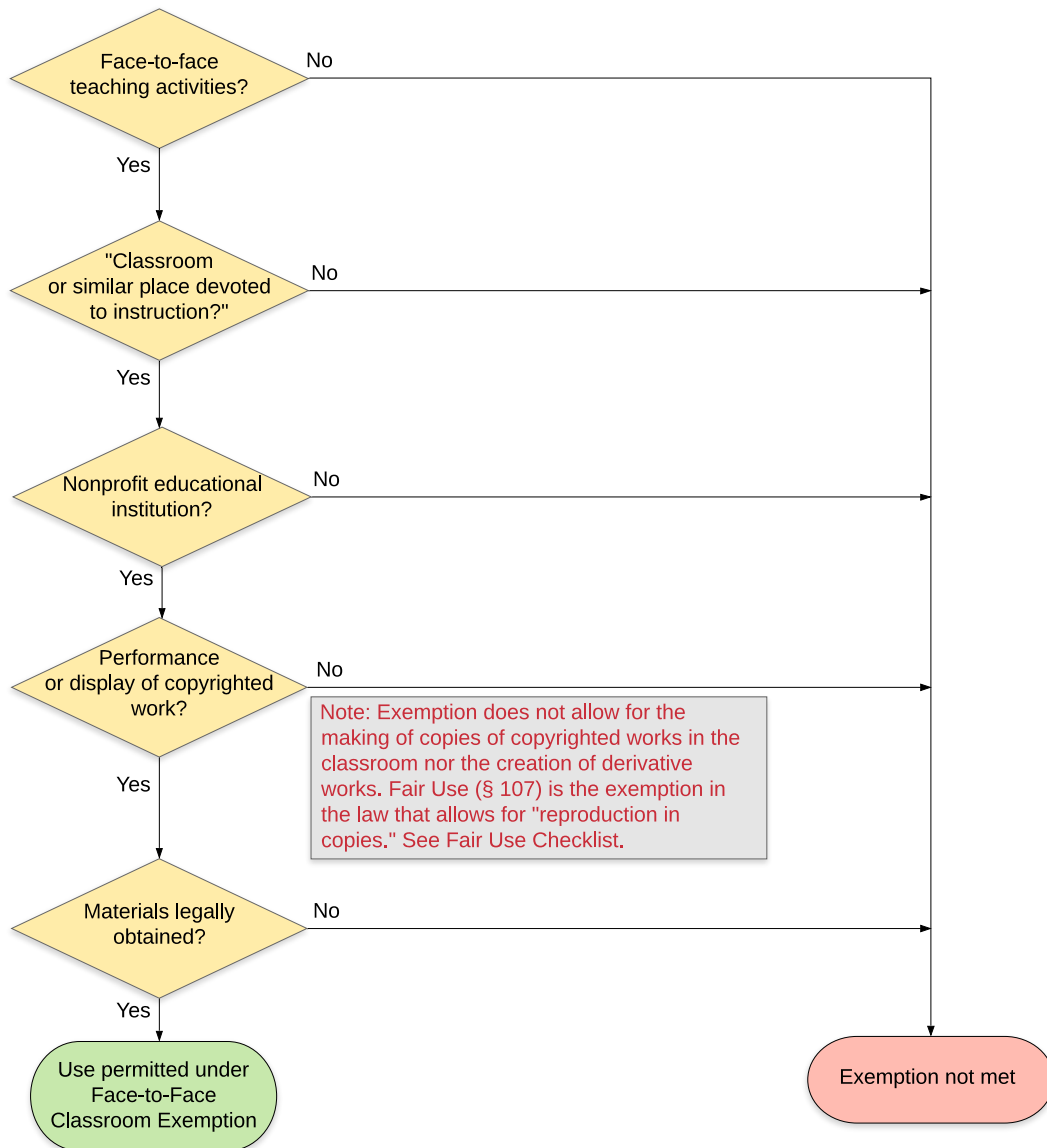 Face-to-face
teaching activities?
No
Yes
"Classroom
or similar place devoted
to instruction?"
No
Yes
Nonprofit educational
institution?
No
Yes
Performance
or display of copyrighted
work?
No
Note: Exemption does not allow for the
making of copies of copyrighted works in the
classroom nor the creation of derivative
works. Fair Use (§ 107) is the exemption in
the law that allows for "reproduction in
copies." See Fair Use Checklist.
Yes
Materials legally
obtained?
No
Yes
Use permitted under
Face-to-Face
Classroom Exemption
Exemption not met